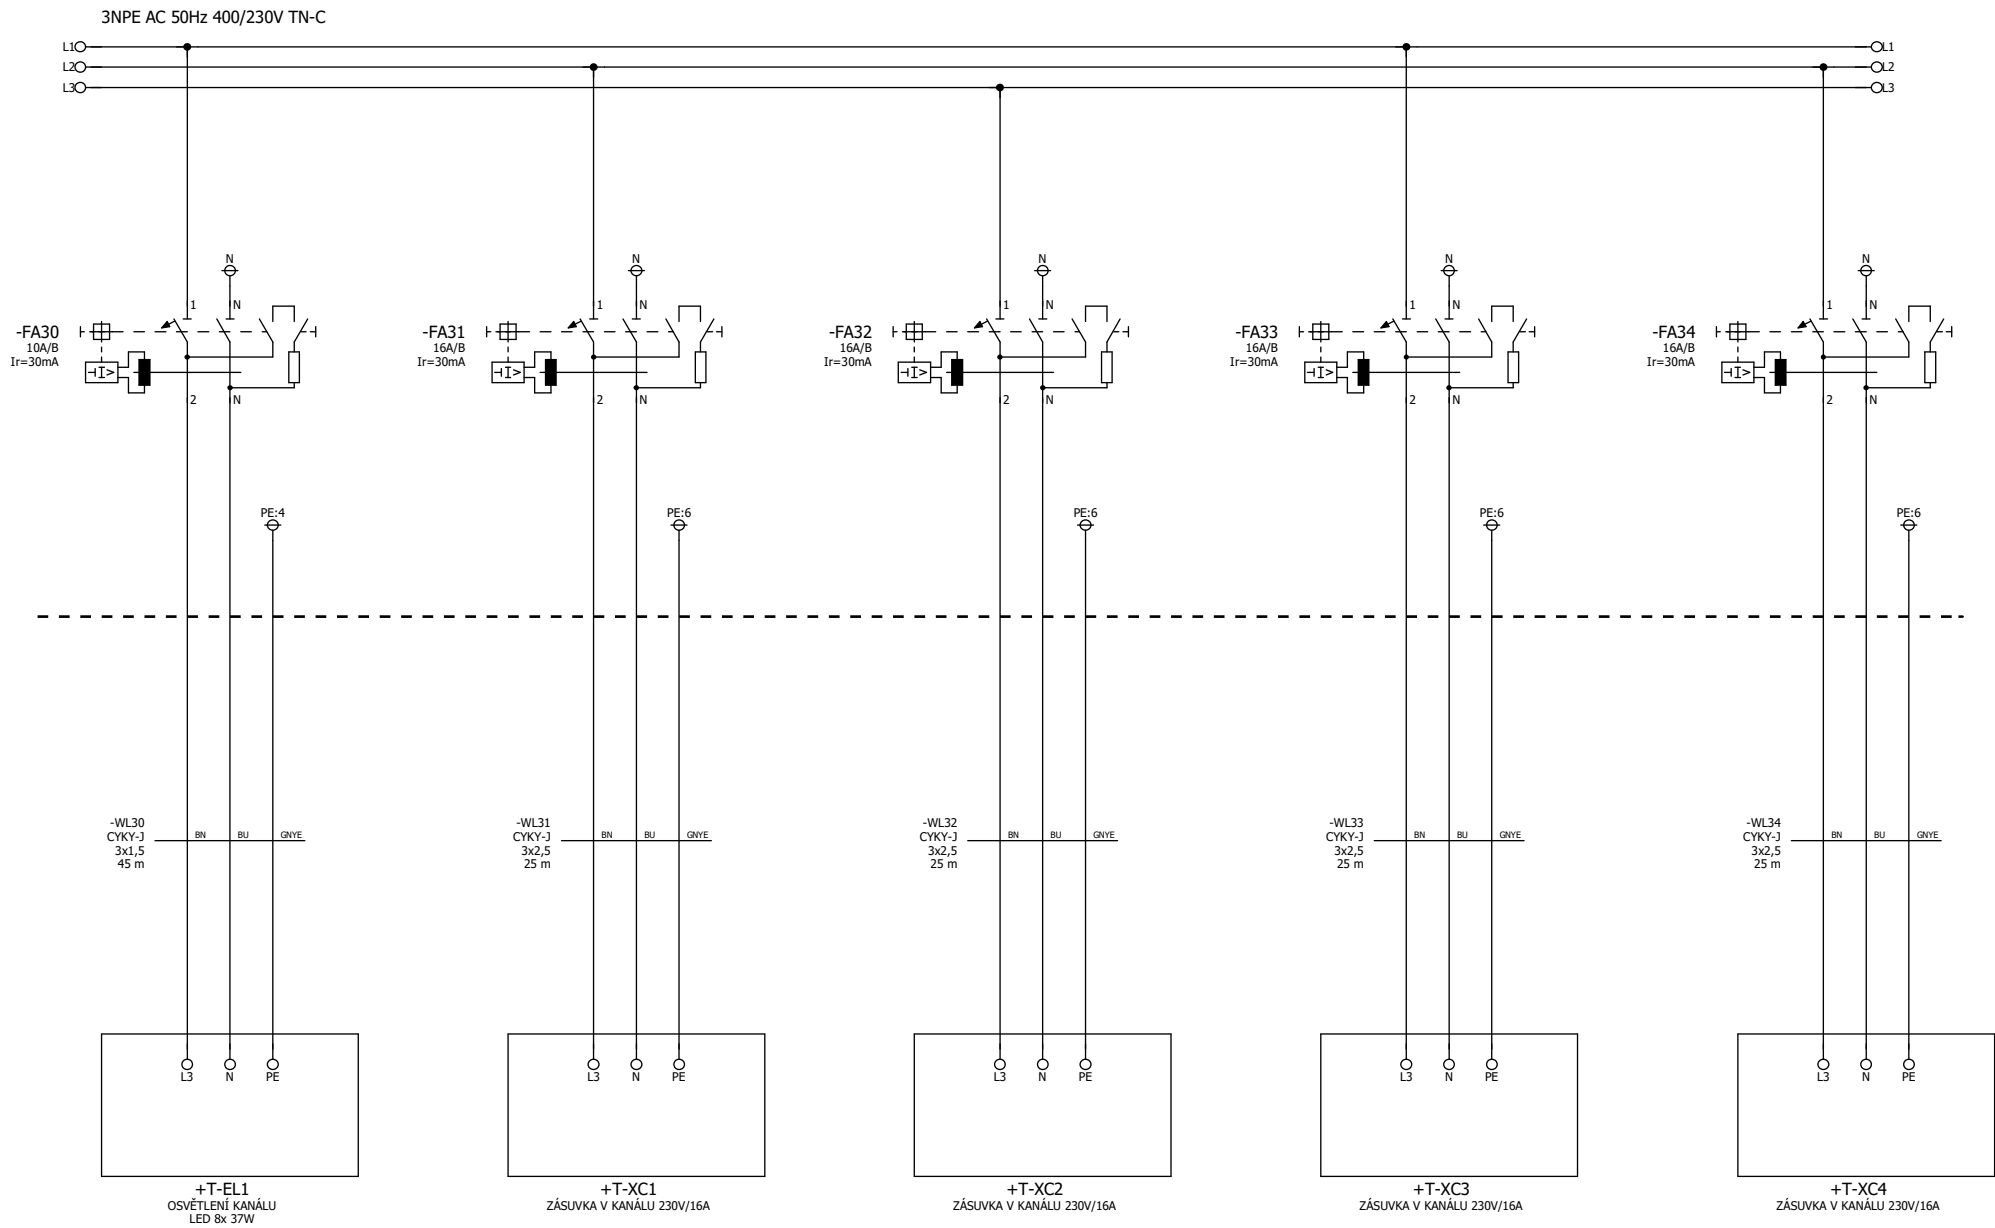 3NPE AC 50Hz 400/230V TN-C
L1 L1
L2 L2
L3 L3
N N N N N
1 N 1 N 1 N 1 N 1 N
-FA30 -FA31 -FA32 -FA33 -FA34
10A/B 16A/B 16A/B 16A/B 16A/B
Ir=30mA Ir=30mA Ir=30mA Ir=30mA Ir=30mA
I> I> I> I> I>
2 N 2 N 2 N 2 N 2 N
PE:4 PE:6 PE:6 PE:6 PE:6
-WL30 -WL31 -WL32 -WL33 -WL34
CYKY-J BN BU GNYE CYKY-J BN BU GNYE CYKY-J BN BU GNYE CYKY-J BN BU GNYE CYKY-J BN BU GNYE
3x1,5 3x2,5 3x2,5 3x2,5 3x2,5
45 m 25 m 25 m 25 m 25 m
L3 N PE L3 N PE L3 N PE L3 N PE L3 N PE
+T-EL1 +T-XC1 +T-XC2 +T-XC3 +T-XC4
OSVĚTLENÍ KANÁLU ZÁSUVKA V KANÁLU 230V/16A ZÁSUVKA V KANÁLU 230V/16A ZÁSUVKA V KANÁLU 230V/16A ZÁSUVKA V KANÁLU 230V/16A
LED 8x 37W